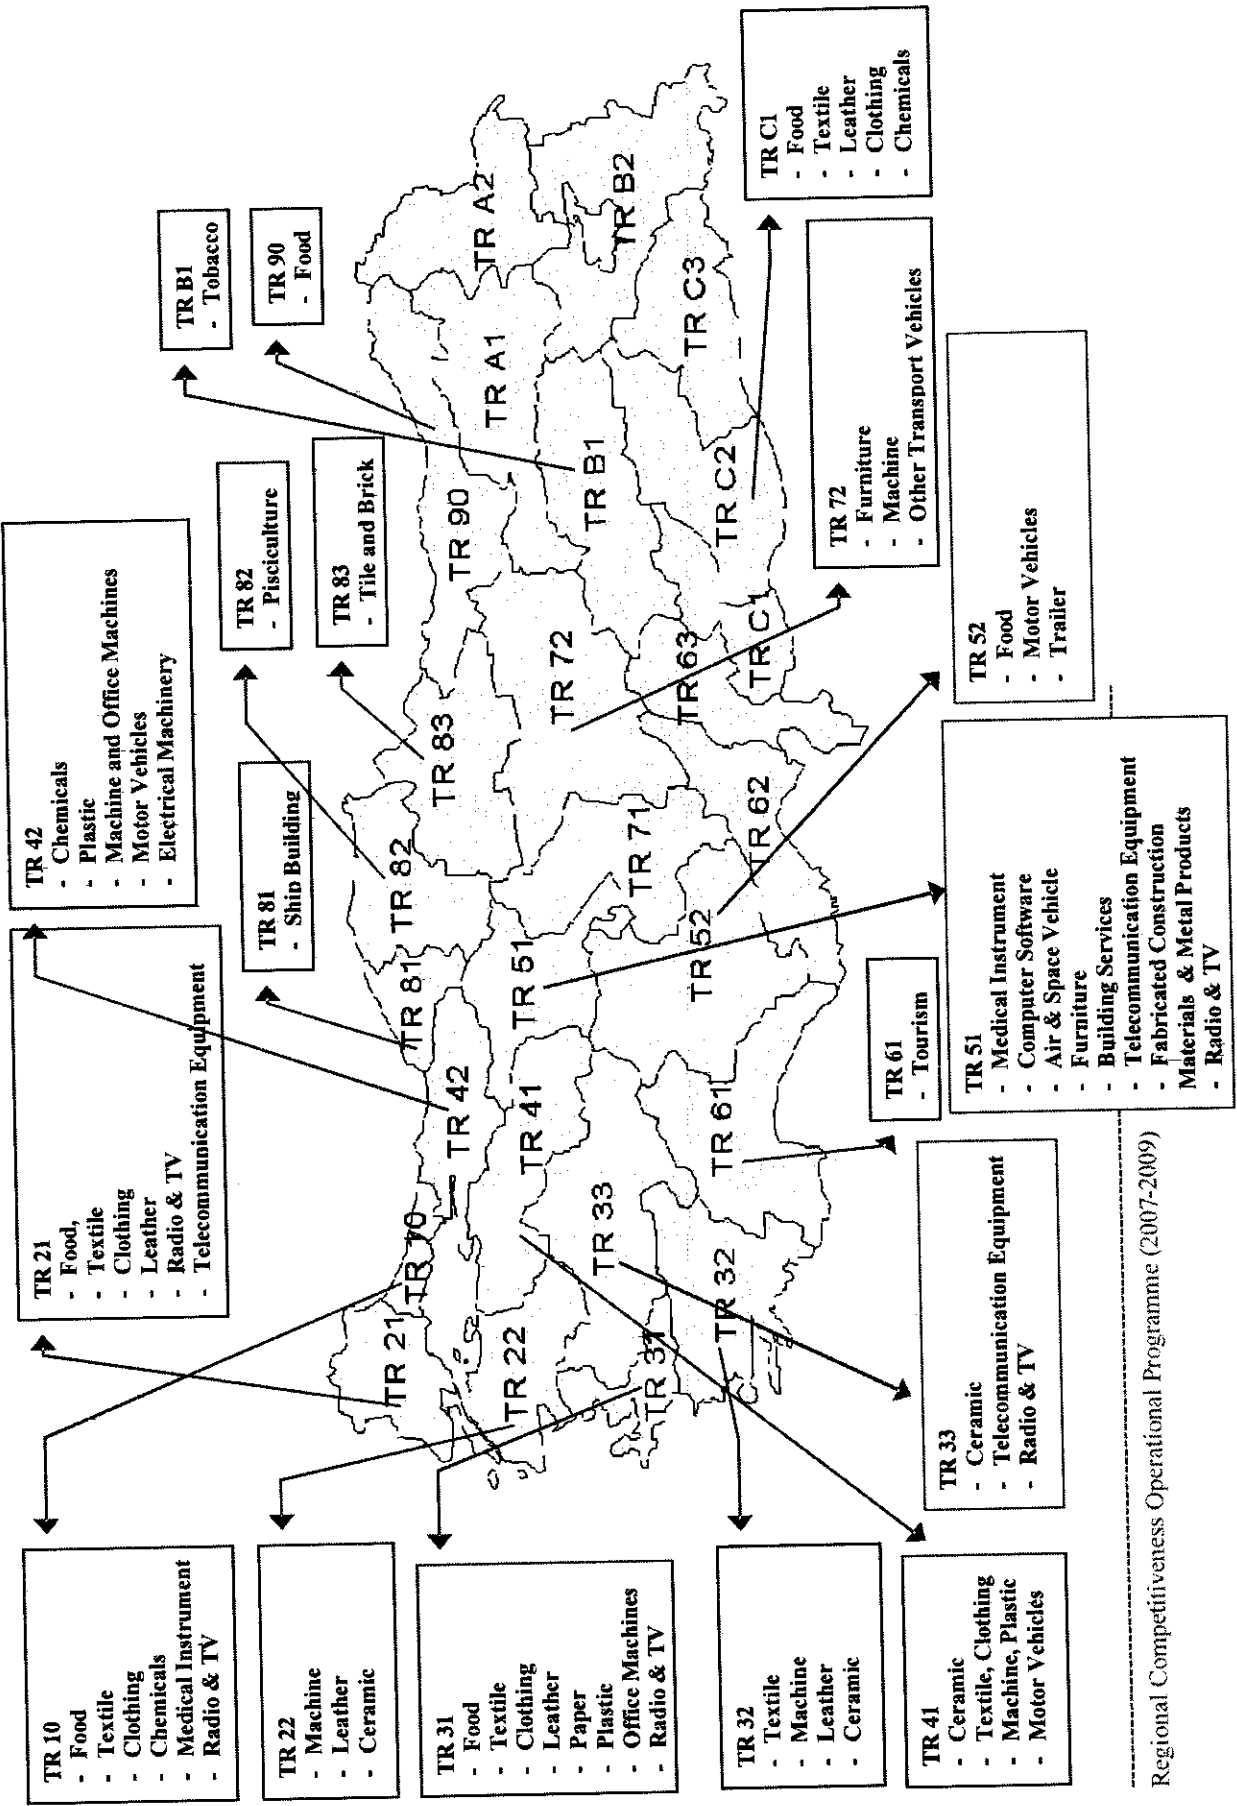 TR 10
- Food
- Textile
- Clothing
- Chemicals
- Medical Instrument
- Radio & TV
TR 21
- Food,
- Textile
- Clothing
- Leather
- Radio & TV
- Telecommunication Equipment
TR 42
- Chemicals
- Plastic
- Machine and Office Machines
- Motor Vehicles
- Electrical Machinery
TR 22
- Machine
- Leather
- Ceramic
TR 81
- Ship Building
TR 82
- Pisciculture
TR 83
- Tile and Brick
TR B1
- Tobacco
TR 90
- Food
TR 31
- Food
- Textile
- Clothing
- Leather
- Paper
- Plastic
- Office Machines
- Radio & TV
TR 21
TR 10
TR 22
TR 31
TR 32
TR 33
TR 41
TR 42
TR 81
TR 51
TR 61
TR 52
TR 82
TR 71
TR 62
TR 83
TR 72
TR 63
TR C1
TR 90
TR B1
TR C2
TR A1
TR C3
TR A2
TR B2
TR 32
- Textile
- Machine
- Leather
- Ceramic
TR 41
- Ceramic
- Textile, Clothing
- Machine, Plastic
- Motor Vehicles
TR 33
- Ceramic
- Telecommunication Equipment
- Radio & TV
TR 61
- Tourism
TR 51
- Medical Instrument
- Computer Software
- Air & Space Vehicle
- Furniture
- Building Services
- Telecommunication Equipment
- Fabricated Construction
Materials & Metal Products
- Radio & TV
TR 52
- Food
- Motor Vehicles
- Trailer
TR 72
- Furniture
- Machine
- Other Transport Vehicles
TR C1
- Food
- Textile
- Leather
- Clothing
- Chemicals
Regional Competitiveness Operational Programme (2007-2009)